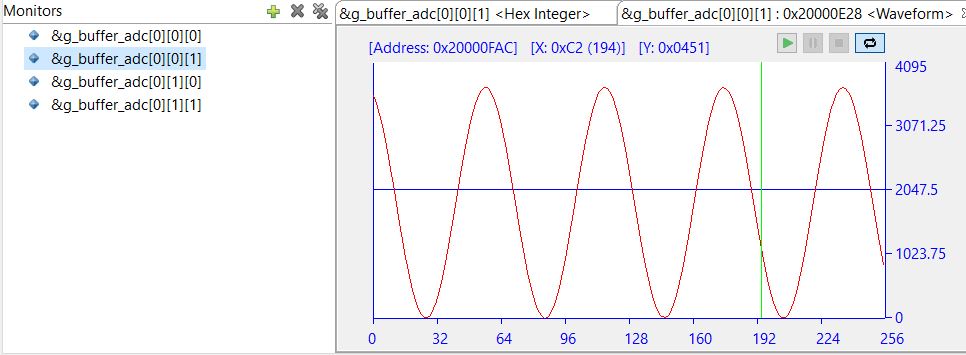 Monitors
&g_buffer_adc[0][0][0]
&g_buffer_adc[0][0][1]
&g_buffer_adc[0][1][0]
&g_buffer_adc[0][1][1]
&g_buffer_adc[0][0][1] <Hex Integer>
&g_buffer_adc[0][0][1] : 0x20000E28 <Waveform>
[Address: 0x20000FAC] [X: 0xC2 (194)] [Y: 0x0451]
4095
3071.25
2047.5
1023.75
0
0 32 64 96 128 160 192 224 256